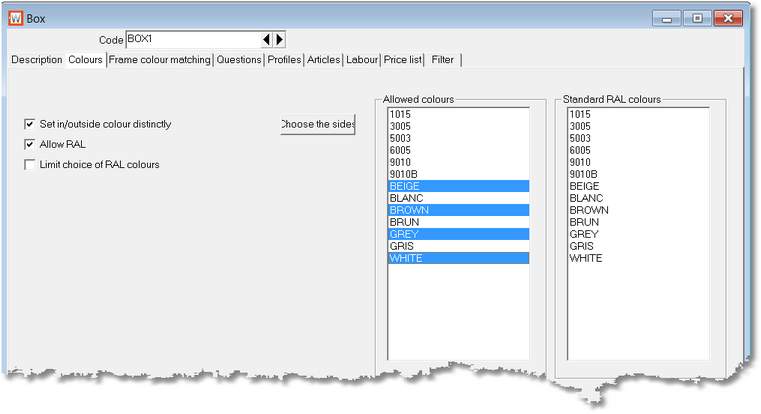 W Box
Code BOX1
Description Colours Frame colour matching Questions Profiles Articles Labour Price list Filter
Set in/outside colour distinctly
Allow RAL
Limit choice of RAL colours
Choose the sides
Allowed colours
1015
3005
5003
6005
9010
9010B
BEIGE
BLANC
BROWN
BRUN
GREY
GRIS
WHITE
Standard RAL colours
1015
3005
5003
6005
9010
9010B
BEIGE
BLANC
BROWN
BRUN
GREY
GRIS
WHITE